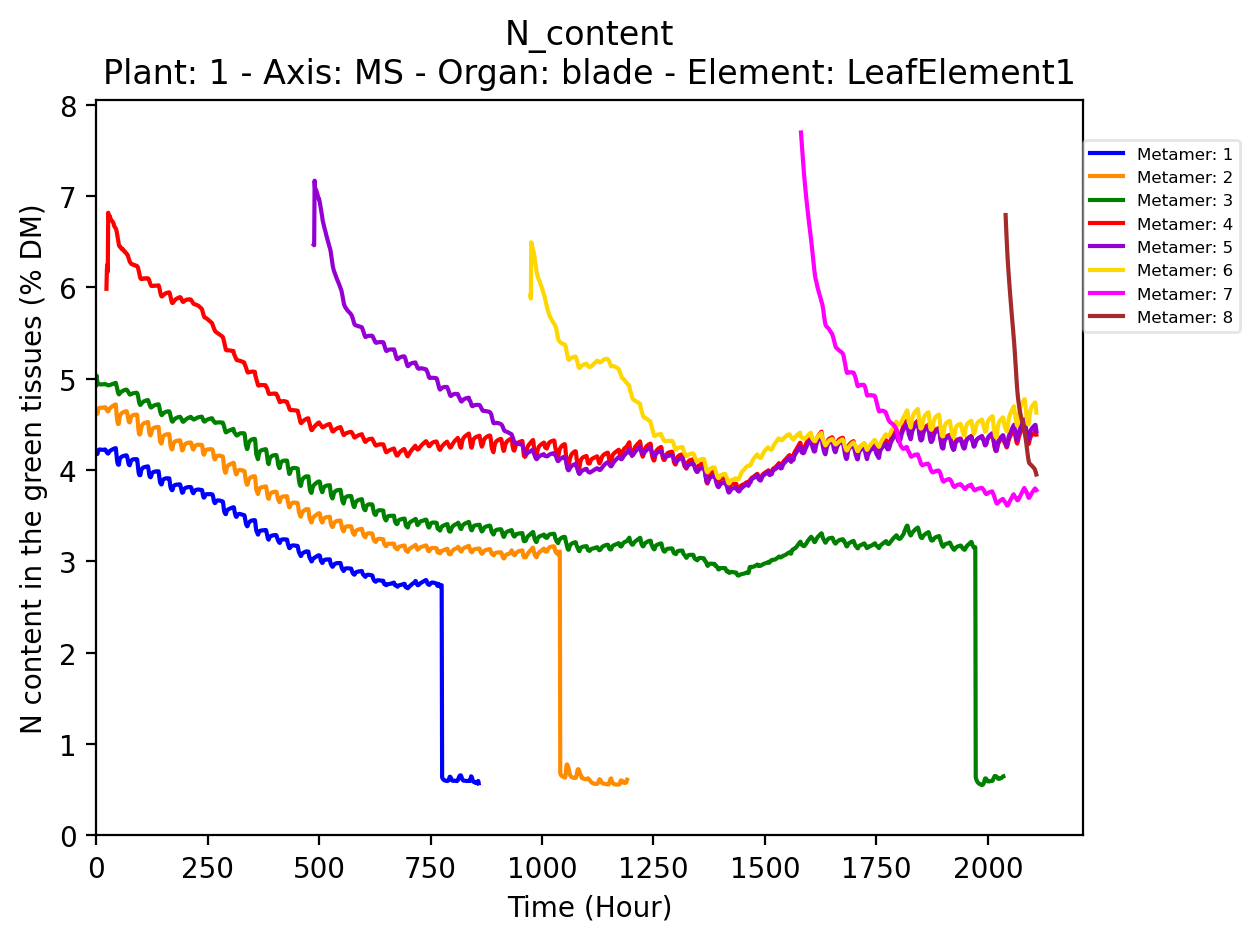 N_content
Plant: 1 - Axis: MS - Organ: blade - Element: LeafElement1
8
7
6
5
4
3
2
1
0
N content in the green tissues (% DM)
0 250 500 750 1000 1250 1500 1750 2000
Time (Hour)
Metamer: 1
Metamer: 2
Metamer: 3
Metamer: 4
Metamer: 5
Metamer: 6
Metamer: 7
Metamer: 8